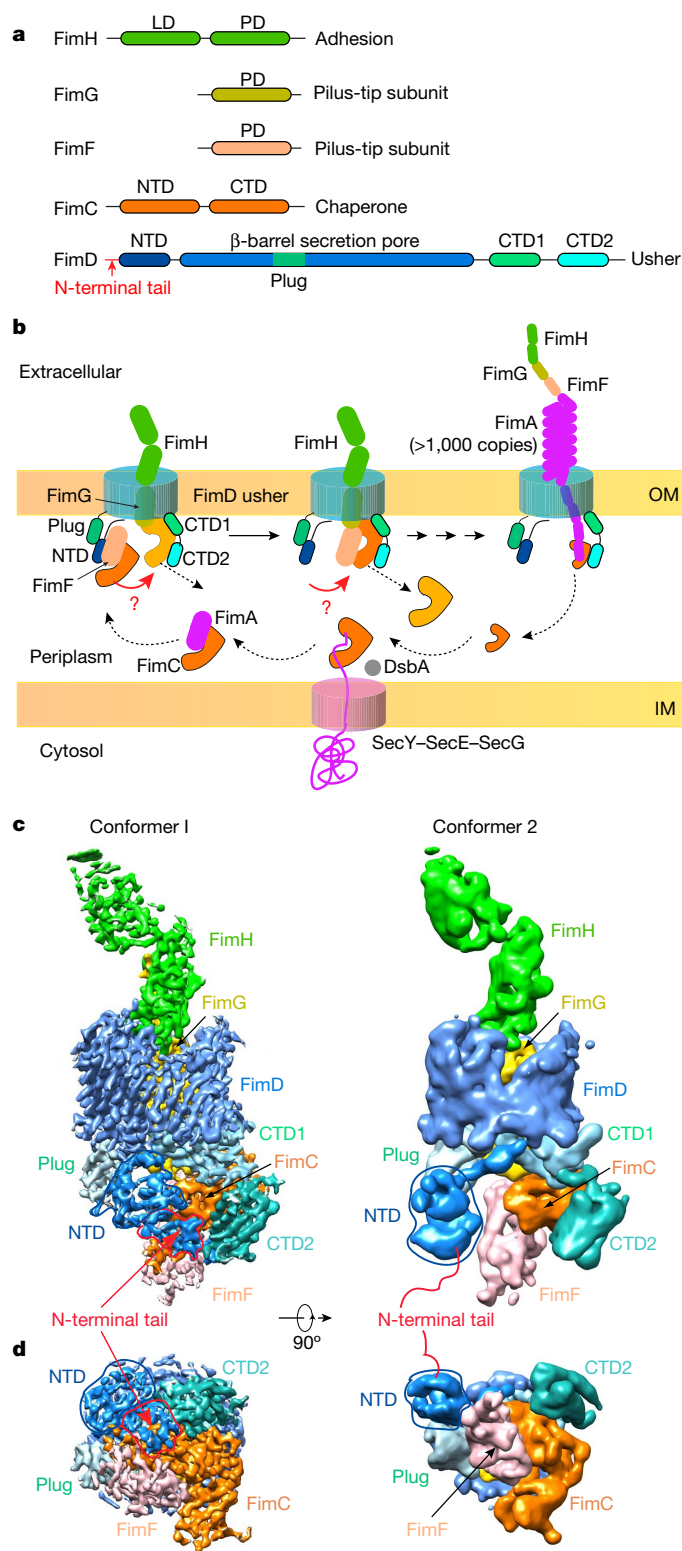 a
LD PD
FimH Adhesion
PD
FimG Pilus-tip subunit
PD
FimF Pilus-tip subunit
NTD CTD
FimC Chaperone
NTD β-barrel secretion pore CTD1 CTD2
FimD Usher
Plug
N-terminal tail
b
FimH
Extracellular
FimG FimF
FimA
(>1,000 copies)
FimH FimH
FimG FimD usher OM
Plug CTD1
NTD CTD2
FimF
? ?
FimA
Periplasm FimC DsbA
IM
Cytosol SecY–SecE–SecG
c
Conformer I Conformer 2
FimH FimH
FimG FimG
FimD FimD
CTD1 CTD1
Plug FimC Plug FimC
NTD NTD
CTD2 CTD2
FimF FimF
N-terminal tail N-terminal tail
90º
d
NTD CTD2 NTD CTD2
Plug Plug
FimF FimC FimF FimC